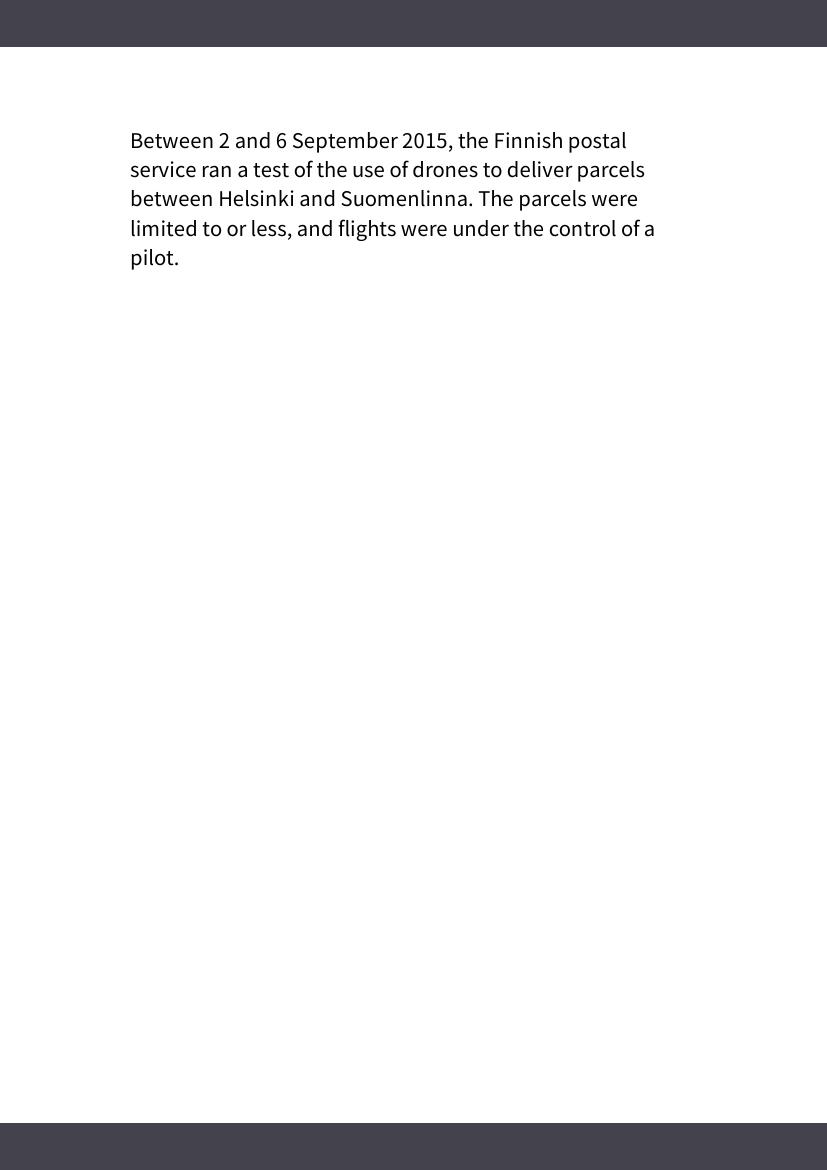 Between 2 and 6 September 2015, the Finnish postal
service ran a test of the use of drones to deliver parcels
between Helsinki and Suomenlinna. The parcels were
limited to or less, and flights were under the control of a
pilot.